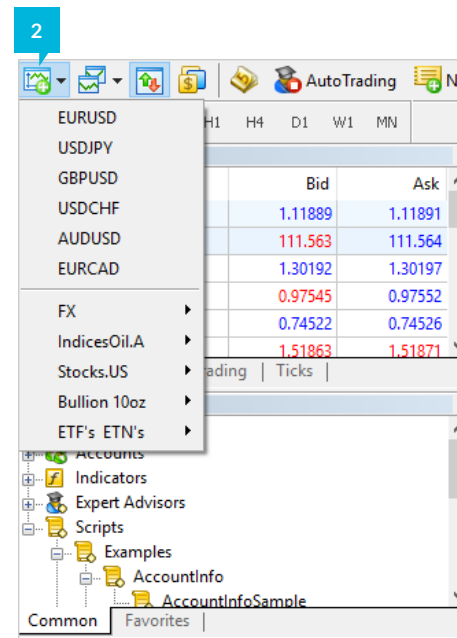 2
AutoTrading N
EURUSD
H1 H4 D1 W1 MN
USDJPY
GBPUSD Bid Ask
USDCHF 1.11889 1.11891
AUDUSD 111.563 111.564
EURCAD 1.30192 1.30197
0.97545 0.97552
FX
0.74522 0.74526
IndicesOil.A
1.51863 1.51871
Stocks.US ading | Ticks |
Bullion 10oz
ETF's ETN's
Accounts
Indicators
Expert Advisors
Scripts
Examples
AccountInfo
AccountInfoSample
Common Favorites |